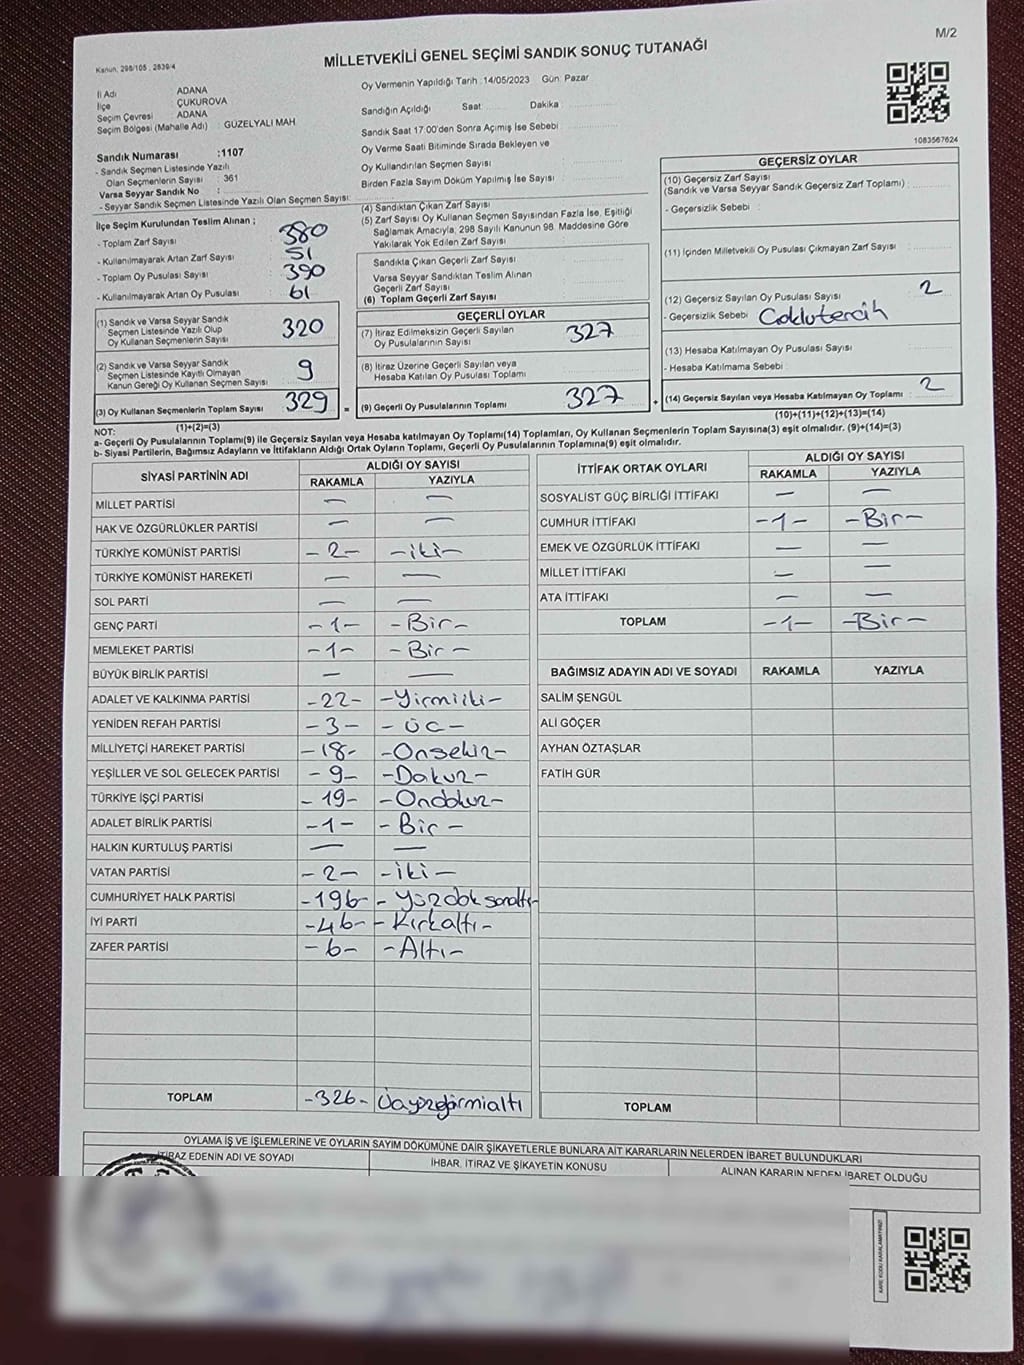 M/2
MİLLETVEKİLİ GENEL SEÇİMİ SANDIK SONUÇ TUTANAĞI
Kanun. 298/105 . 2839/4
İl Adı ADANA
İlçe ÇUKUROVA
Seçim Çevresi ADANA
Seçim Bölgesi (Mahalle Adı) : GÜZELYALI MAH
Sandık Numarası :1107
- Sandık Seçmen Listesinde Yazılı
Olan Seçmenlerin Sayısı : 361
Varsa Seyyar Sandık No :
- Seyyar Sandık Seçmen Listesinde Yazılı Olan Seçmen Sayısı:
Oy Vermenin Yapıldığı Tarih :14/05/2023 Gün: Pazar
Sandığın Açıldığı Saat Dakika
Sandık Saat 17:00'den Sonra Açımış İse Sebebi
Oy Verme Saati Bitiminde Sırada Bekleyen ve
Oy Kullandırılan Seçmen Sayısı
Birden Fazla Sayım Döküm Yapılmış İse Sayısı
1083567624
İlçe Seçim Kurulundan Teslim Alınan ;
- Toplam Zarf Sayısı : 380
- Kullanılmayarak Artan Zarf Sayısı : 51
- Toplam Oy Pusulası Sayısı : 390
- Kullanılmayarak Artan Oy Pusulası : 61
(1) Sandık ve Varsa Seyyar Sandık
Seçmen Listesinde Yazılı Olup
Oy Kullanan Seçmenlerin Sayısı : 320
(2) Sandık ve Varsa Seyyar Sandık
Seçmen Listesinde Kayıtlı Olmayan
Kanun Gereği Oy Kullanan Seçmen Sayısı : 9
(3) Oy Kullanan Seçmenlerin Toplam Sayısı : 329
(1)+(2)=(3)
(4) Sandıktan Çıkan Zarf Sayısı
(5) Zarf Sayısı Oy Kullanan Seçmen Sayısından Fazla İse, Eşitliği
Sağlamak Amacıyla; 298 Sayılı Kanunun 98. Maddesine Göre
Yakılarak Yok Edilen Zarf Sayısı
Sandıkta Çıkan Geçerli Zarf Sayısı
Varsa Seyyar Sandıktan Teslim Alınan
Geçerli Zarf Sayısı
(6) Toplam Geçerli Zarf Sayısı
GEÇERLİ OYLAR
(7) İtiraz Edilmeksizin Geçerli Sayılan
Oy Pusulalarının Sayısı 327
(8) İtiraz Üzerine Geçerli Sayılan veya
Hesaba Katılan Oy Pusulası Toplamı
= (9) Geçerli Oy Pusulalarının Toplamı 327 +
GEÇERSİZ OYLAR
(10) Geçersiz Zarf Sayısı
(Sandık ve Varsa Seyyar Sandık Geçersiz Zarf Toplamı) :
- Geçersizlik Sebebi :
(11) İçinden Milletvekili Oy Pusulası Çıkmayan Zarf Sayısı
(12) Geçersiz Sayılan Oy Pusulası Sayısı 2
- Geçersizlik Sebebi Çoklutercih
(13) Hesaba Katılmayan Oy Pusulası Sayısı
- Hesaba Katılmama Sebebi
(14) Geçersiz Sayılan veya Hesaba Katılmayan Oy Toplamı : 2
(10)+(11)+(12)+(13)=(14)
NOT:
a- Geçerli Oy Pusulalarının Toplamı(9) ile Geçersiz Sayılan veya Hesaba katılmayan Oy Toplamı(14) Toplamları, Oy Kullanan Seçmenlerin Toplam Sayısına(3) eşit olmalıdır. (9)+(14)=(3)
b- Siyasi Partilerin, Bağımsız Adayların ve İttifakların Aldığı Ortak Oyların Toplamı, Geçerli Oy Pusulalarının Toplamına(9) eşit olmalıdır.
SİYASİ PARTİNİN ADI ALDIĞI OY SAYISI
RAKAMLA YAZIYLA
MİLLET PARTİSİ — —
HAK VE ÖZGÜRLÜKLER PARTİSİ — —
TÜRKİYE KOMÜNİST PARTİSİ -2- -iki-
TÜRKİYE KOMÜNİST HAREKETİ — —
SOL PARTİ — —
GENÇ PARTİ -1- -Bir-
MEMLEKET PARTİSİ -1- -Bir-
BÜYÜK BİRLİK PARTİSİ — —
ADALET VE KALKINMA PARTİSİ -22- -Yirmiiki-
YENİDEN REFAH PARTİSİ -3- -ÜC-
MİLLİYETÇİ HAREKET PARTİSİ -18- -Onsekiz-
YEŞİLLER VE SOL GELECEK PARTİSİ -9- -Dokuz-
TÜRKİYE İŞÇİ PARTİSİ -19- -Ondokuz-
ADALET BİRLİK PARTİSİ -1- -Bir-
HALKIN KURTULUŞ PARTİSİ — —
VATAN PARTİSİ -2- -iki-
CUMHURİYET HALK PARTİSİ -196- -Yüzdoksanaltı-
İYİ PARTİ -46- -Kırkaltı-
ZAFER PARTİSİ -6- -Altı-
TOPLAM -326- Üçyüzyirmialtı
İTTİFAK ORTAK OYLARI ALDIĞI OY SAYISI
RAKAMLA YAZIYLA
SOSYALİST GÜÇ BİRLİĞİ İTTİFAKI — —
CUMHUR İTTİFAKI -1- -Bir-
EMEK VE ÖZGÜRLÜK İTTİFAKI — —
MİLLET İTTİFAKI — —
ATA İTTİFAKI — —
TOPLAM -1- -Bir-
BAĞIMSIZ ADAYIN ADI VE SOYADI RAKAMLA YAZIYLA
SALİM ŞENGÜL
ALİ GÖÇER
AYHAN ÖZTAŞLAR
FATİH GÜR
TOPLAM
OYLAMA İŞ VE İŞLEMLERİNE VE OYLARIN SAYIM DÖKÜMÜNE DAİR ŞİKAYETLERLE BUNLARA AİT KARARLARIN NELERDEN İBARET BULUNDUKLARI
İTİRAZ EDENİN ADI VE SOYADI İHBAR, İTİRAZ VE ŞİKAYETİN KONUSU ALINAN KARARIN NEDEN İBARET OLDUĞU
KARE KODU KARALAMAYINIZ!